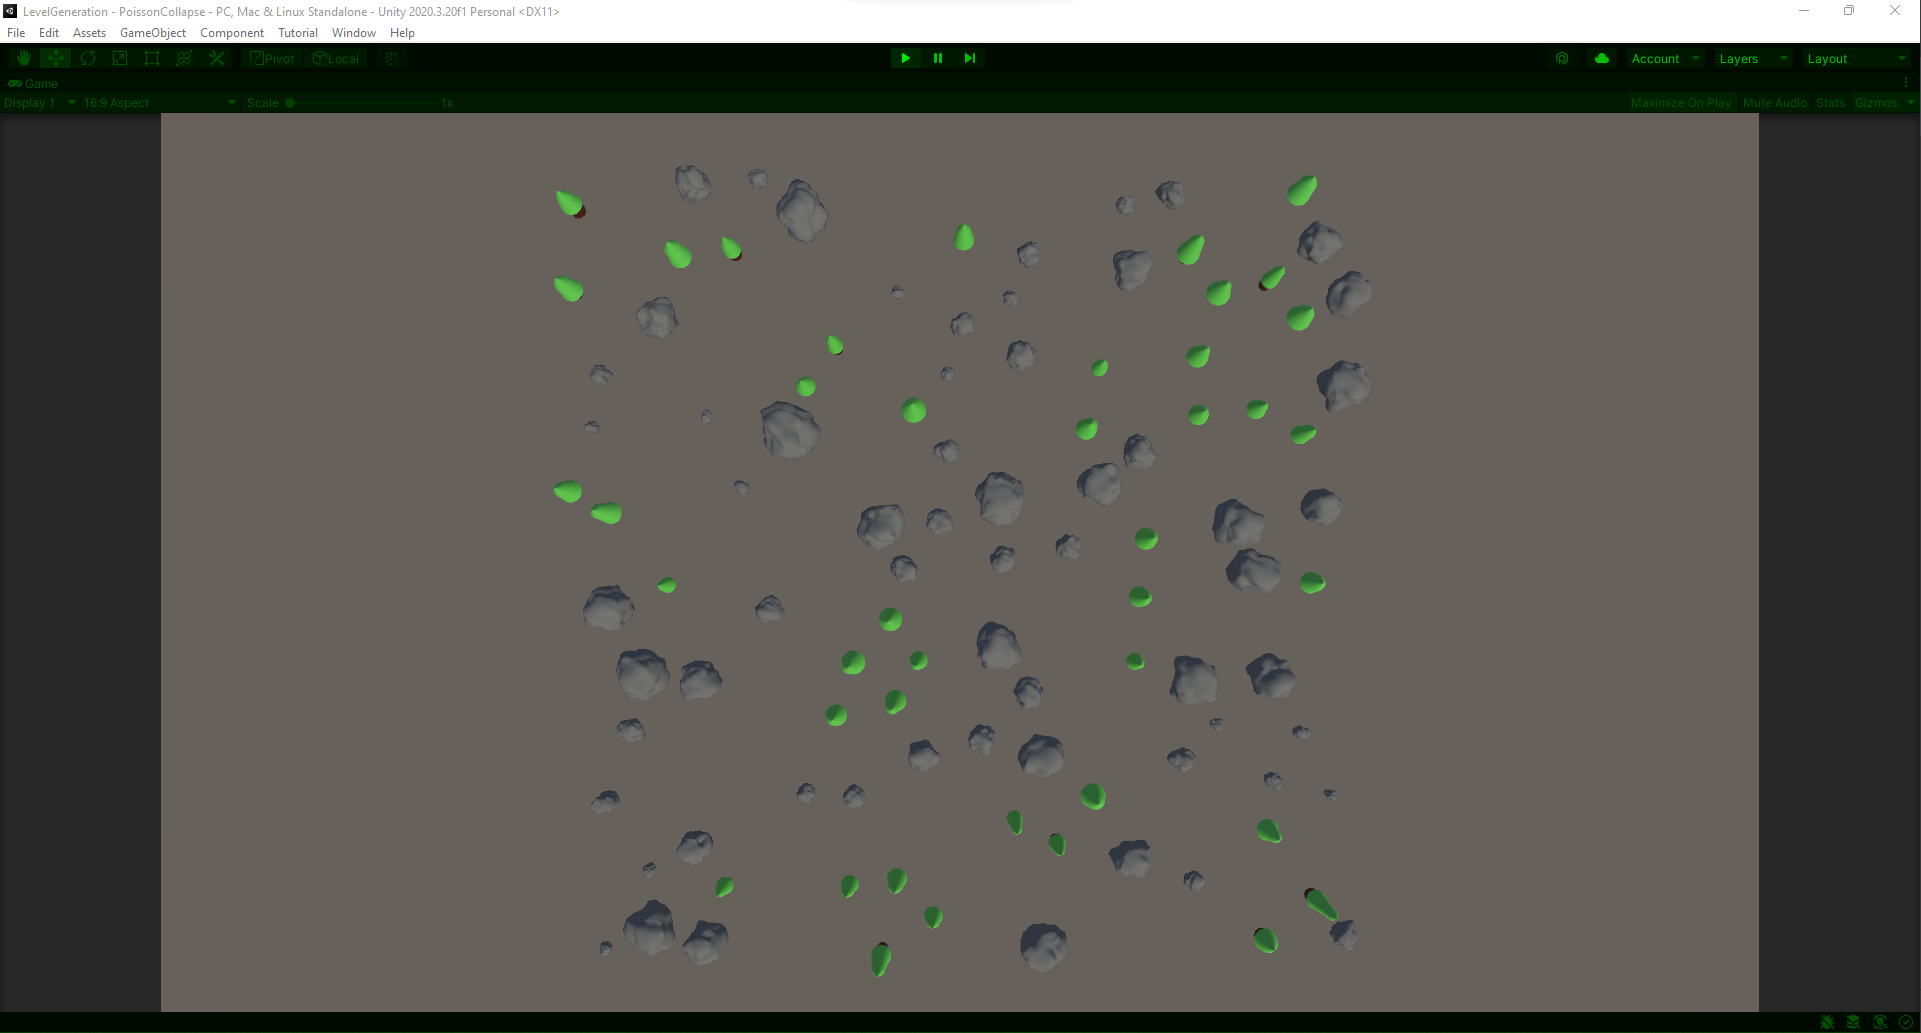 LevelGeneration - PoissonCollapse - PC, Mac & Linux Standalone - Unity 2020.3.20f1 Personal <DX11>
File Edit Assets GameObject Component Tutorial Window Help
Pivot Local Account Layers Layout
Game
Display 1 16:9 Aspect Scale 1x Maximize On Play Mute Audio Stats Gizmos